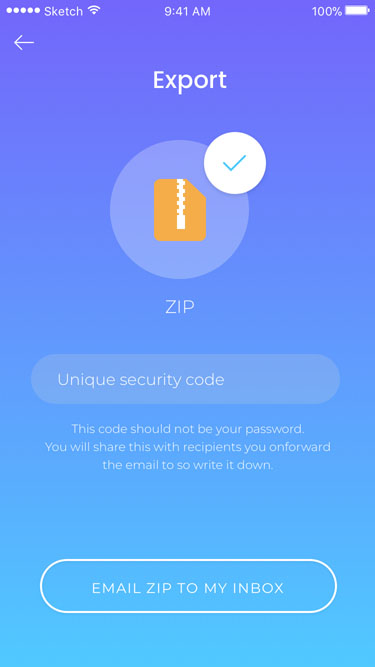 Sketch 9:41 AM 100%
Export
ZIP
Unique security code
This code should not be your password.
You will share this with recipients you onforward
the email to so write it down.
EMAIL ZIP TO MY INBOX